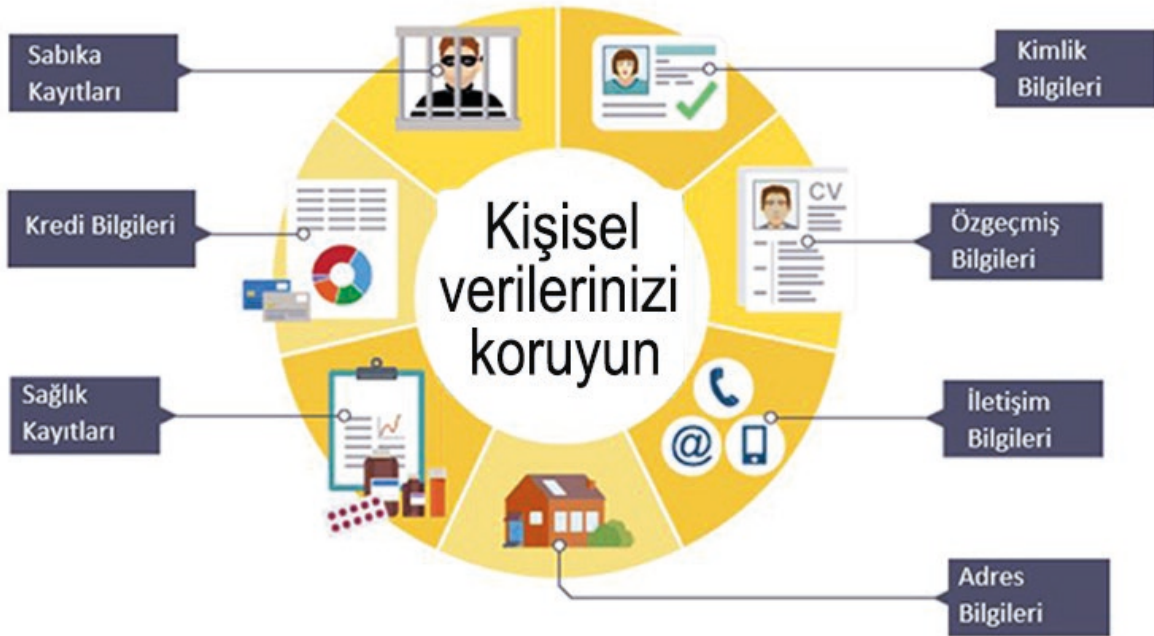 Sabıka
Kayıtları
Kimlik
Bilgileri
Kredi Bilgileri
Kişisel
verilerinizi
koruyun
CV
Özgeçmiş
Bilgileri
Sağlık
Kayıtları
@
İletişim
Bilgileri
Adres
Bilgileri